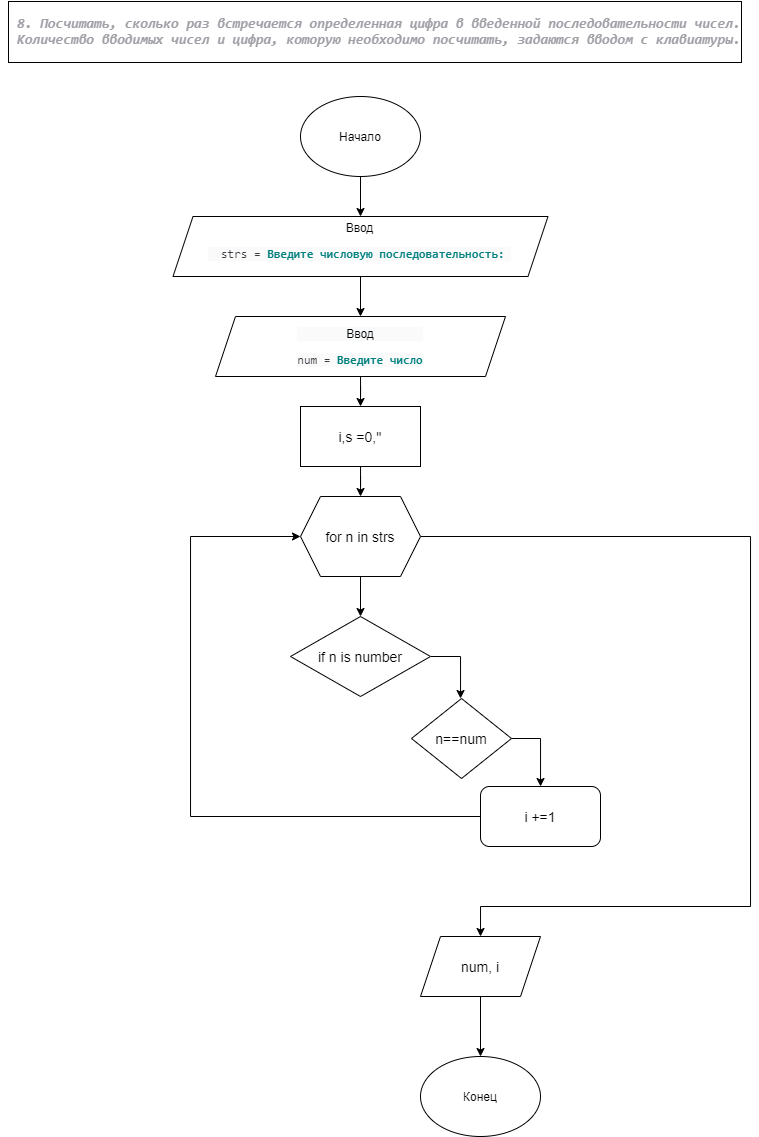 8. Посчитать, сколько раз встречается определенная цифра в введенной последовательности чисел.
Количество вводимых чисел и цифра, которую необходимо посчитать, задаются вводом с клавиатуры.
Начало
Ввод
strs = Введите числовую последовательность:
Ввод
num = Введите число
i,s =0,''
for n in strs
if n is number
n==num
i +=1
num, i
Конец